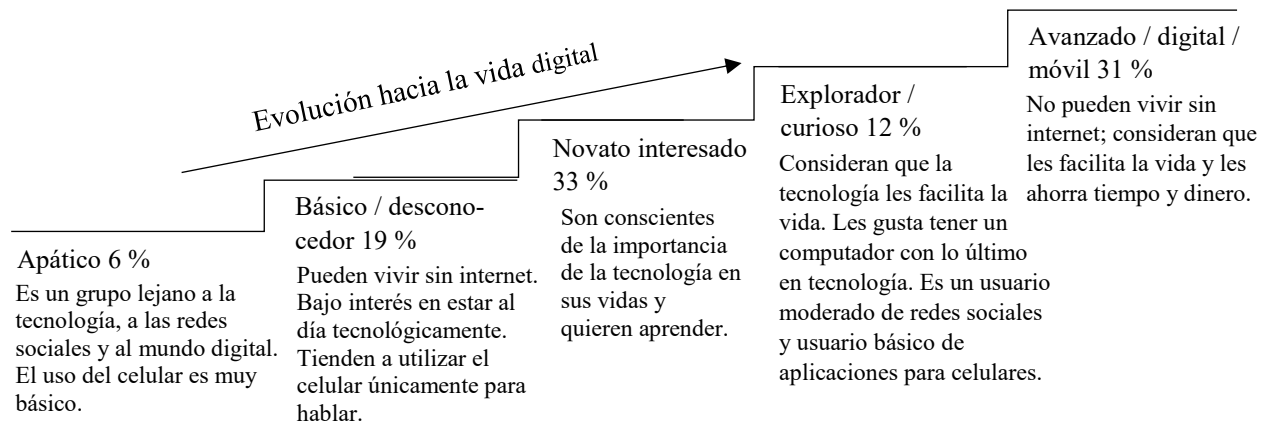 Evolución hacia la vida digital
Apático 6 %
Es un grupo lejano a la
tecnología, a las redes
sociales y al mundo digital.
El uso del celular es muy
básico.
Básico / descono-
cedor 19 %
Pueden vivir sin internet.
Bajo interés en estar al
día tecnológicamente.
Tienden a utilizar el
celular únicamente para
hablar.
Novato interesado
33 %
Son conscientes
de la importancia
de la tecnología en
sus vidas y
quieren aprender.
Explorador /
curioso 12 %
Consideran que la
tecnología les facilita la
vida. Les gusta tener un
computador con lo último
en tecnología. Es un usuario
moderado de redes sociales
y usuario básico de
aplicaciones para celulares.
Avanzado / digital /
móvil 31 %
No pueden vivir sin
internet; consideran que
les facilita la vida y les
ahorra tiempo y dinero.